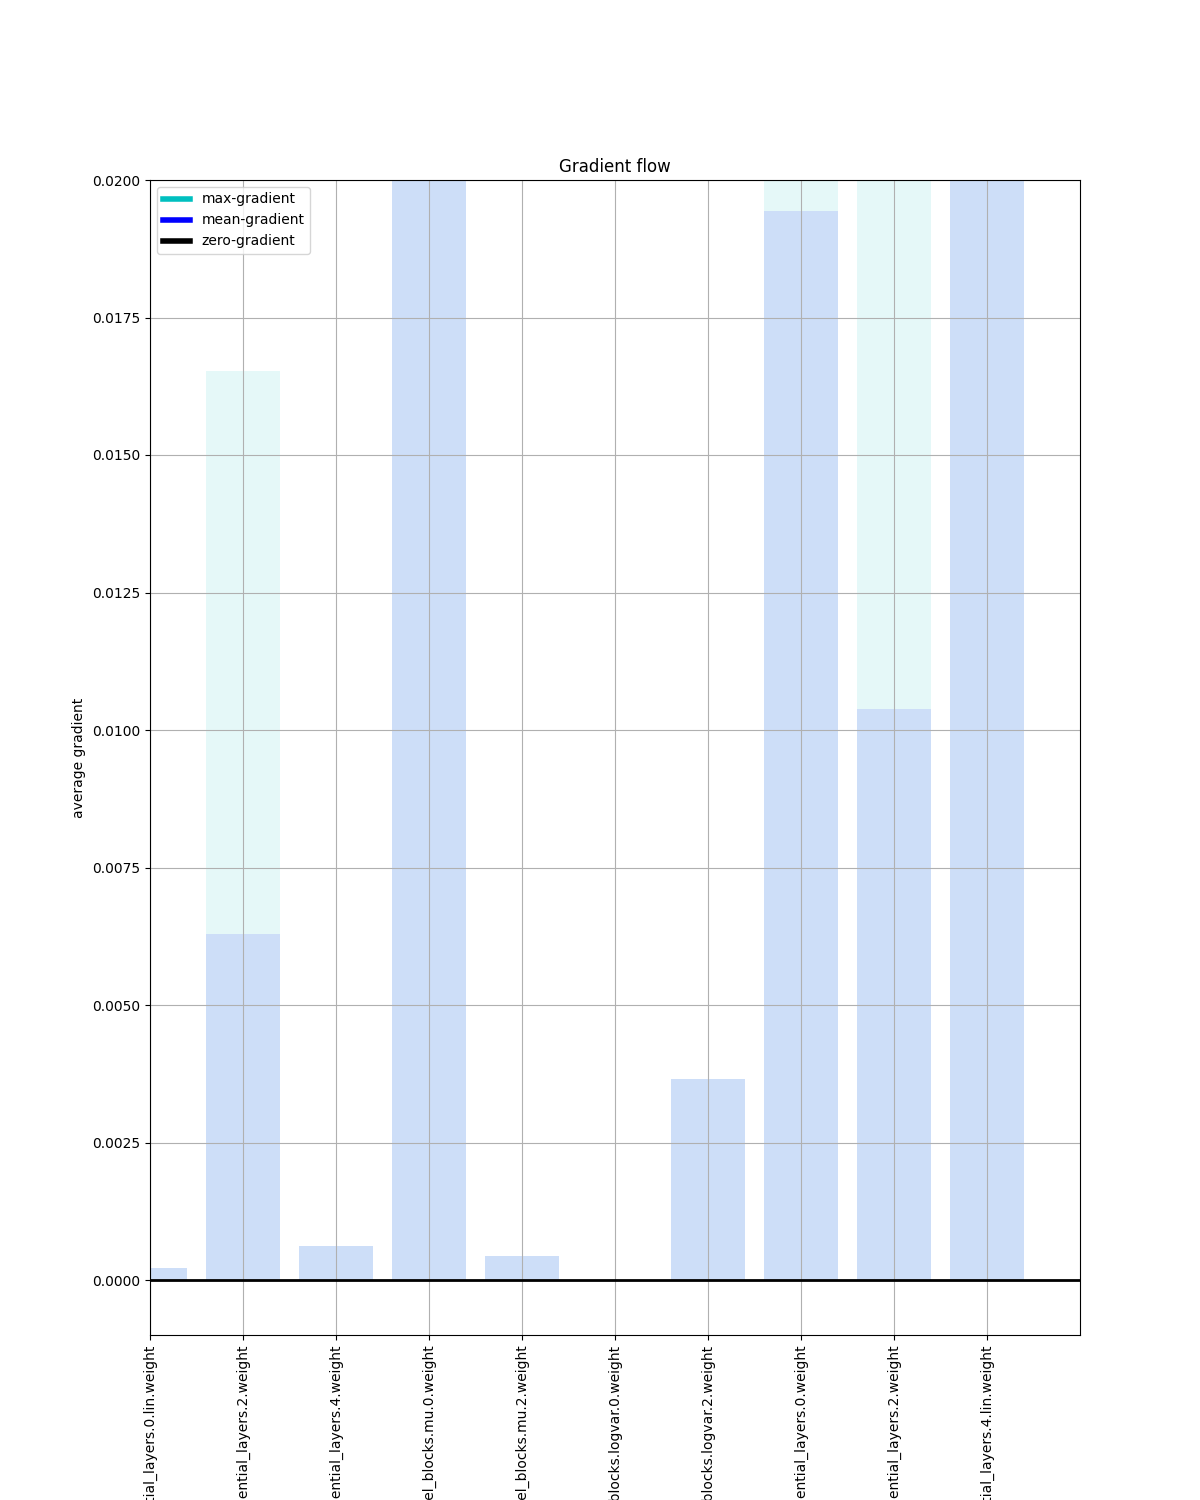 Gradient flow
max-gradient
mean-gradient
zero-gradient
0.0200
0.0175
0.0150
0.0125
0.0100
0.0075
0.0050
0.0025
0.0000
average gradient
tial_layers.0.lin.weight
ential_layers.2.weight
ential_layers.4.weight
el_blocks.mu.0.weight
el_blocks.mu.2.weight
blocks.logvar.0.weight
blocks.logvar.2.weight
ential_layers.0.weight
ential_layers.2.weight
tial_layers.4.lin.weight